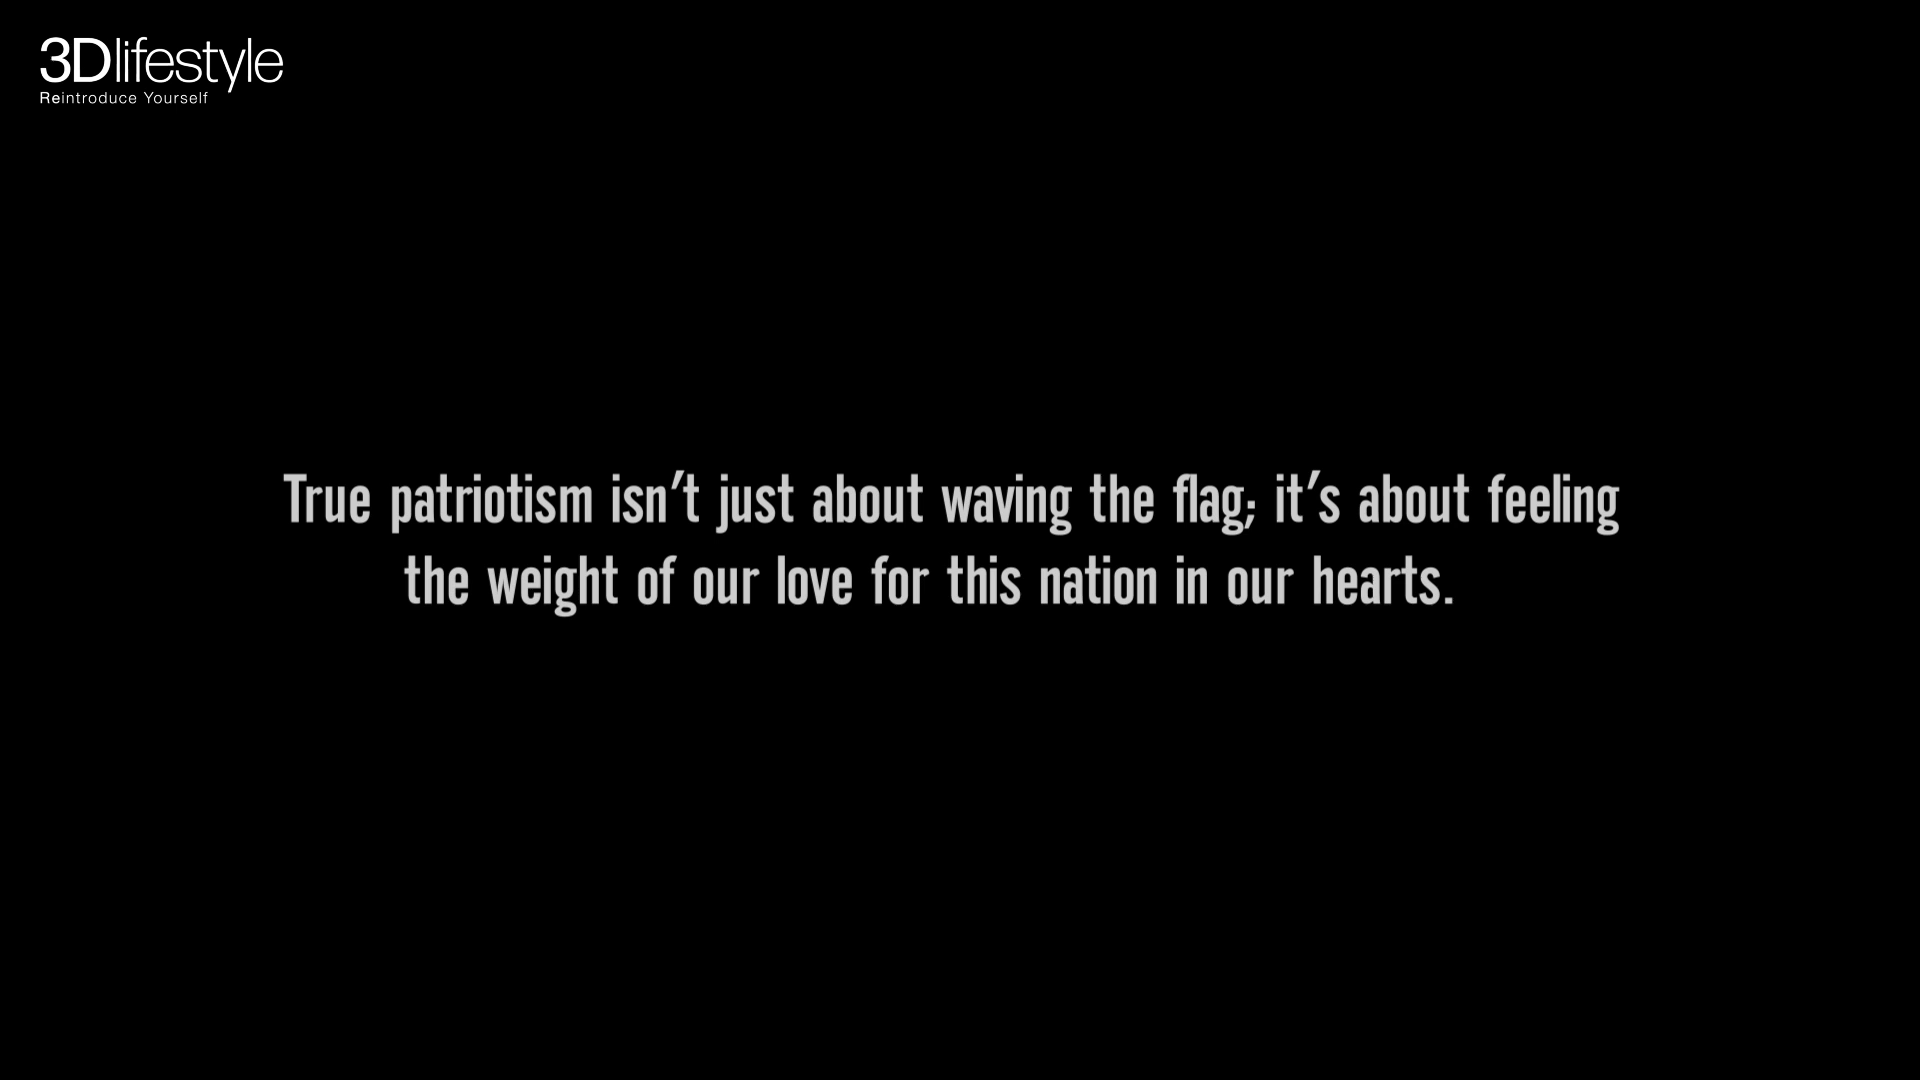 3Dlifestyle
Reintroduce Yourself
True patriotism isn't just about waving the flag; it's about feeling
the weight of our love for this nation in our hearts.